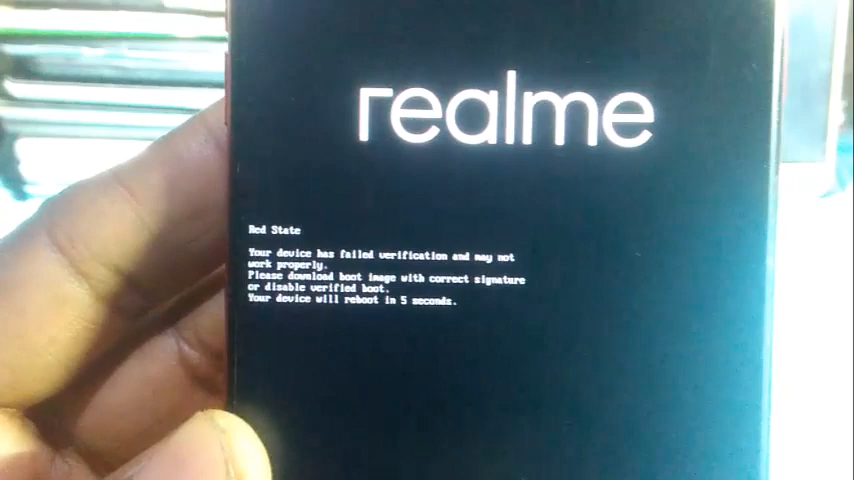 realme
Red State
Your device has failed verification and may not
work properly.
Please download boot image with correct signature
or disable verified boot.
Your device will reboot in 5 seconds.